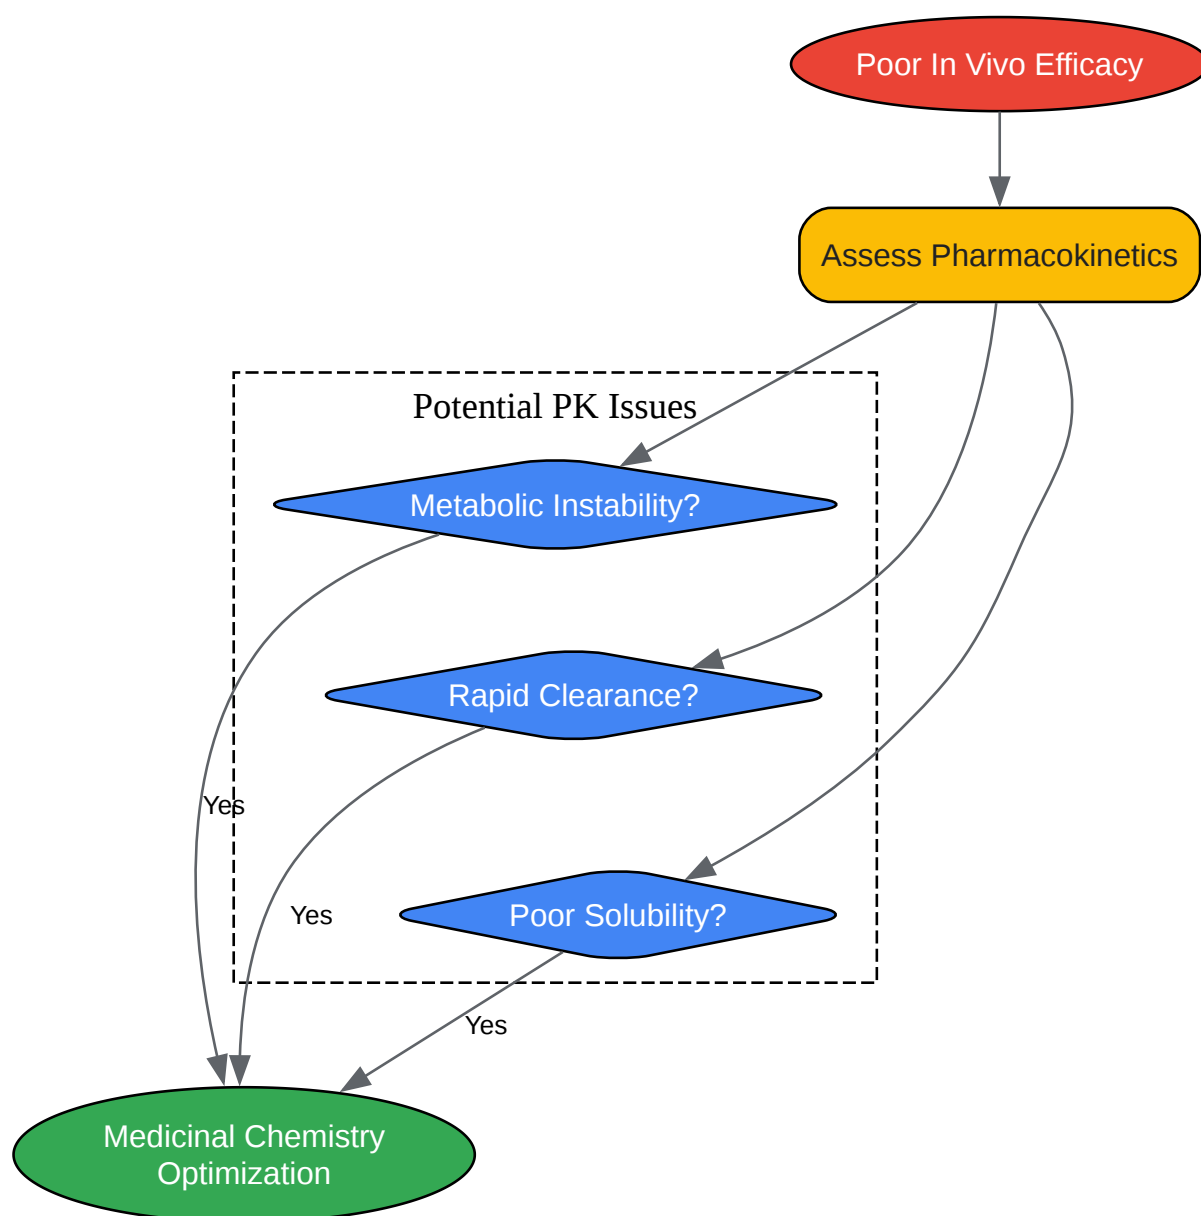 Poor In Vivo Efficacy
Assess Pharmacokinetics
Potential PK Issues
Metabolic Instability?
Rapid Clearance?
Yes
Yes
Poor Solubility?
Yes
Medicinal Chemistry
Optimization